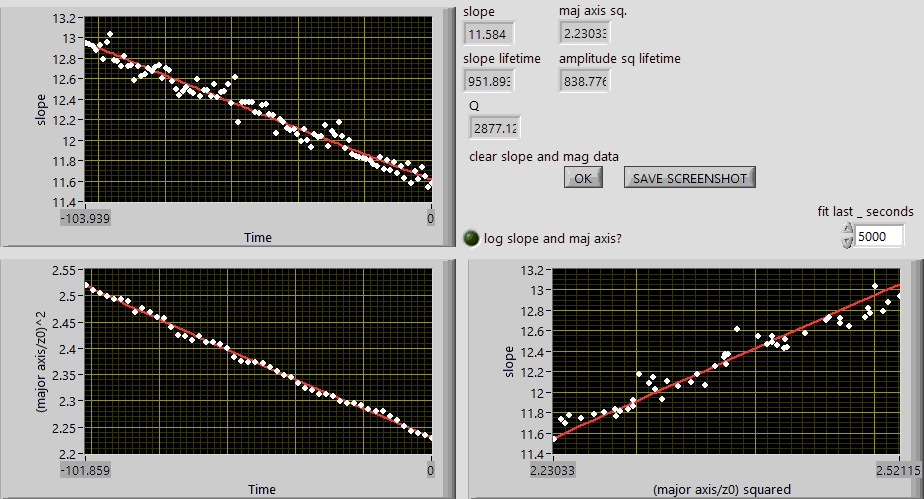 slope
maj axis sq.
11.584
2.2303
slope lifetime
amplitude sq lifetime
951.89
838.776
Q
2877.12
clear slope and mag data
OK
SAVE SCREENSHOT
fit last _ seconds
5000
log slope and maj axis?
13.2
13
12.8
12.6
12.4
12.2
12
11.8
11.6
11.4
slope
-103.939
0
Time
2.55
2.5
2.45
2.4
2.35
2.3
2.25
2.2
(major axis/z0)^2
-101.859
0
Time
13.2
13
12.8
12.6
12.4
12.2
12
11.8
11.6
11.4
slope
2.23033
2.52115
(major axis/z0) squared